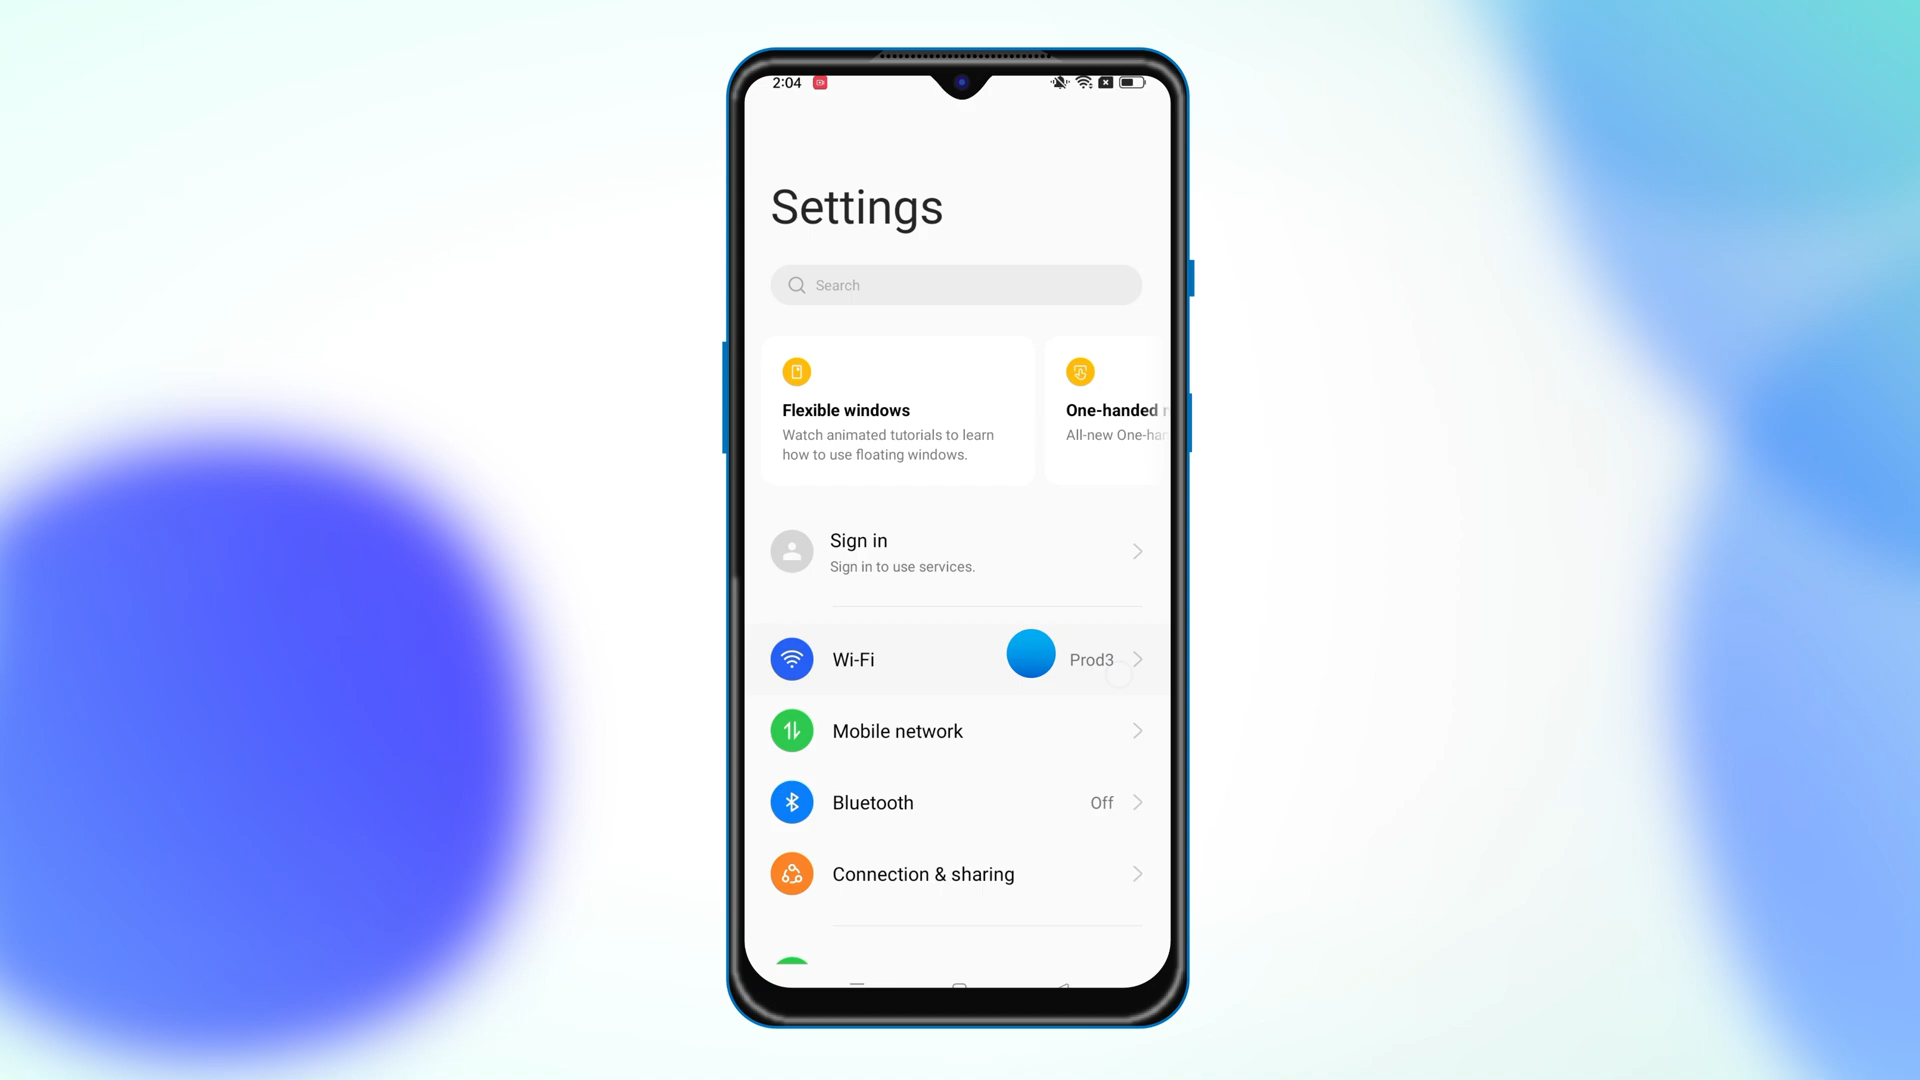 2:04
Settings
Search
Flexible windows
Watch animated tutorials to learn
how to use floating windows.
One-handed
All-new One-han
Sign in
Sign in to use services.
Wi-Fi
Prod3
Mobile network
Bluetooth
Off
Connection & sharing